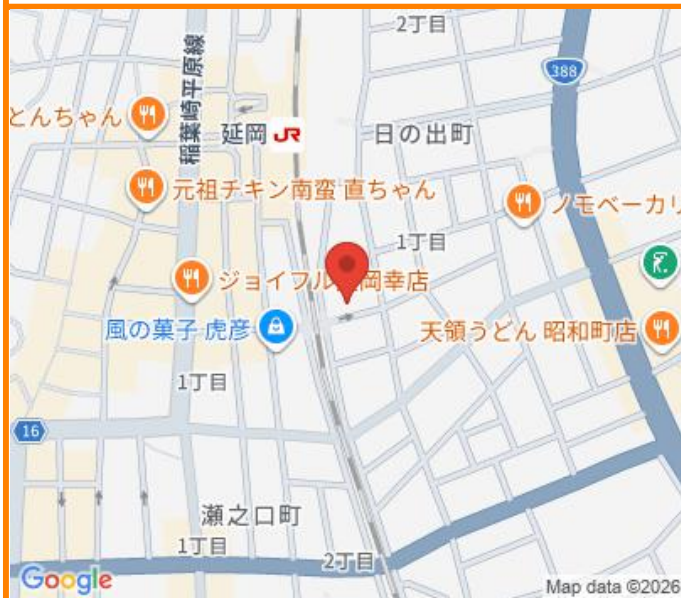 2丁目
388
とんちゃん
稲葉崎平原線
延岡 JR
日の出町
元祖チキン南蛮 直ちゃん
ノモベーカリ
1丁目
ジョイフル 岡幸店
風の菓子 虎彦
天領うどん 昭和町店
1丁目
16
瀬之口町
1丁目
2丁目
Google
Map data ©2026